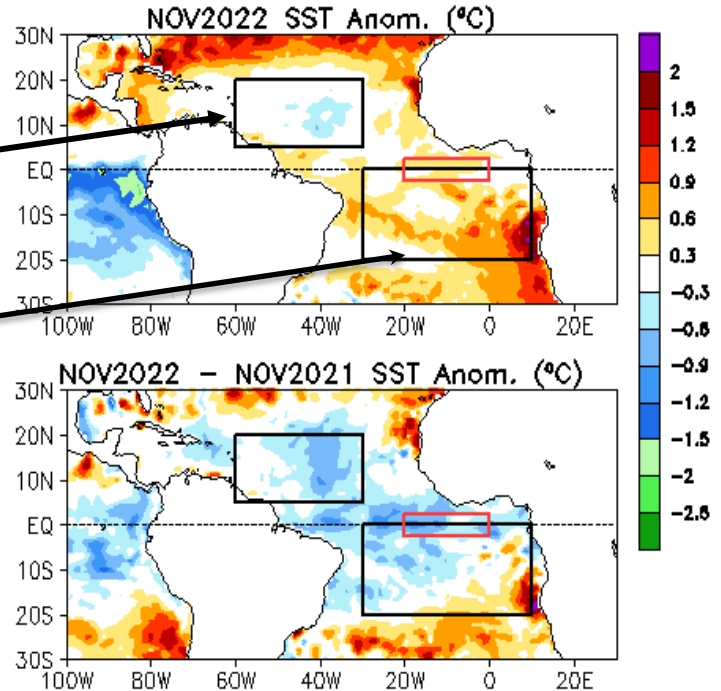 NOV2022 SST Anom. (ºC)
30N
20N
10N
EQ
10S
20S
30S
100W 80W 60W 40W 20W 0 20E
NOV2022 – NOV2021 SST Anom. (ºC)
30N
20N
10N
EQ
10S
20S
30S
100W 80W 60W 40W 20W 0 20E
2
1.5
1.2
0.9
0.6
0.3
-0.3
-0.6
-0.9
-1.2
-1.5
-2
-2.5